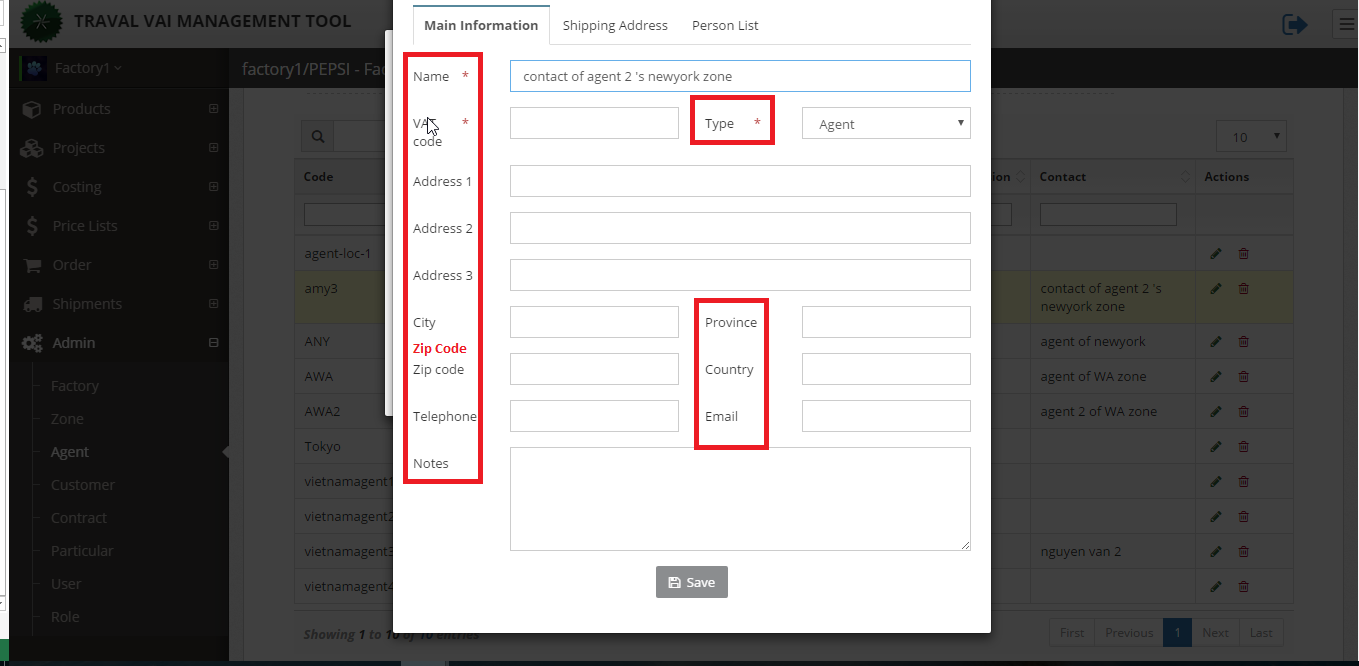 TRAVAL VAI MANAGEMENT TOOL
Factory1
factory1/PEPSI - Fac
Products
Projects
Costing
Price Lists
Order
Shipments
Admin
Factory
Zone
Agent
Customer
Contract
Particular
User
Role
Main Information
Shipping Address
Person List
Name *
contact of agent 2 's newyork zone
VAT *
code
Type *
Agent
Address 1
Address 2
Address 3
City
Province
Zip Code
Zip code
Country
Telephone
Email
Notes
Save
10
Code
ion
Contact
Actions
agent-loc-1
amy3
contact of agent 2 's
newyork zone
ANY
agent of newyork
AWA
agent of WA zone
AWA2
agent 2 of WA zone
Tokyo
vietnamagent1
vietnamagent2
vietnamagent3
nguyen van 2
vietnamagent4
Showing 1 to 10 of 10 entries
First
Previous
1
Next
Last